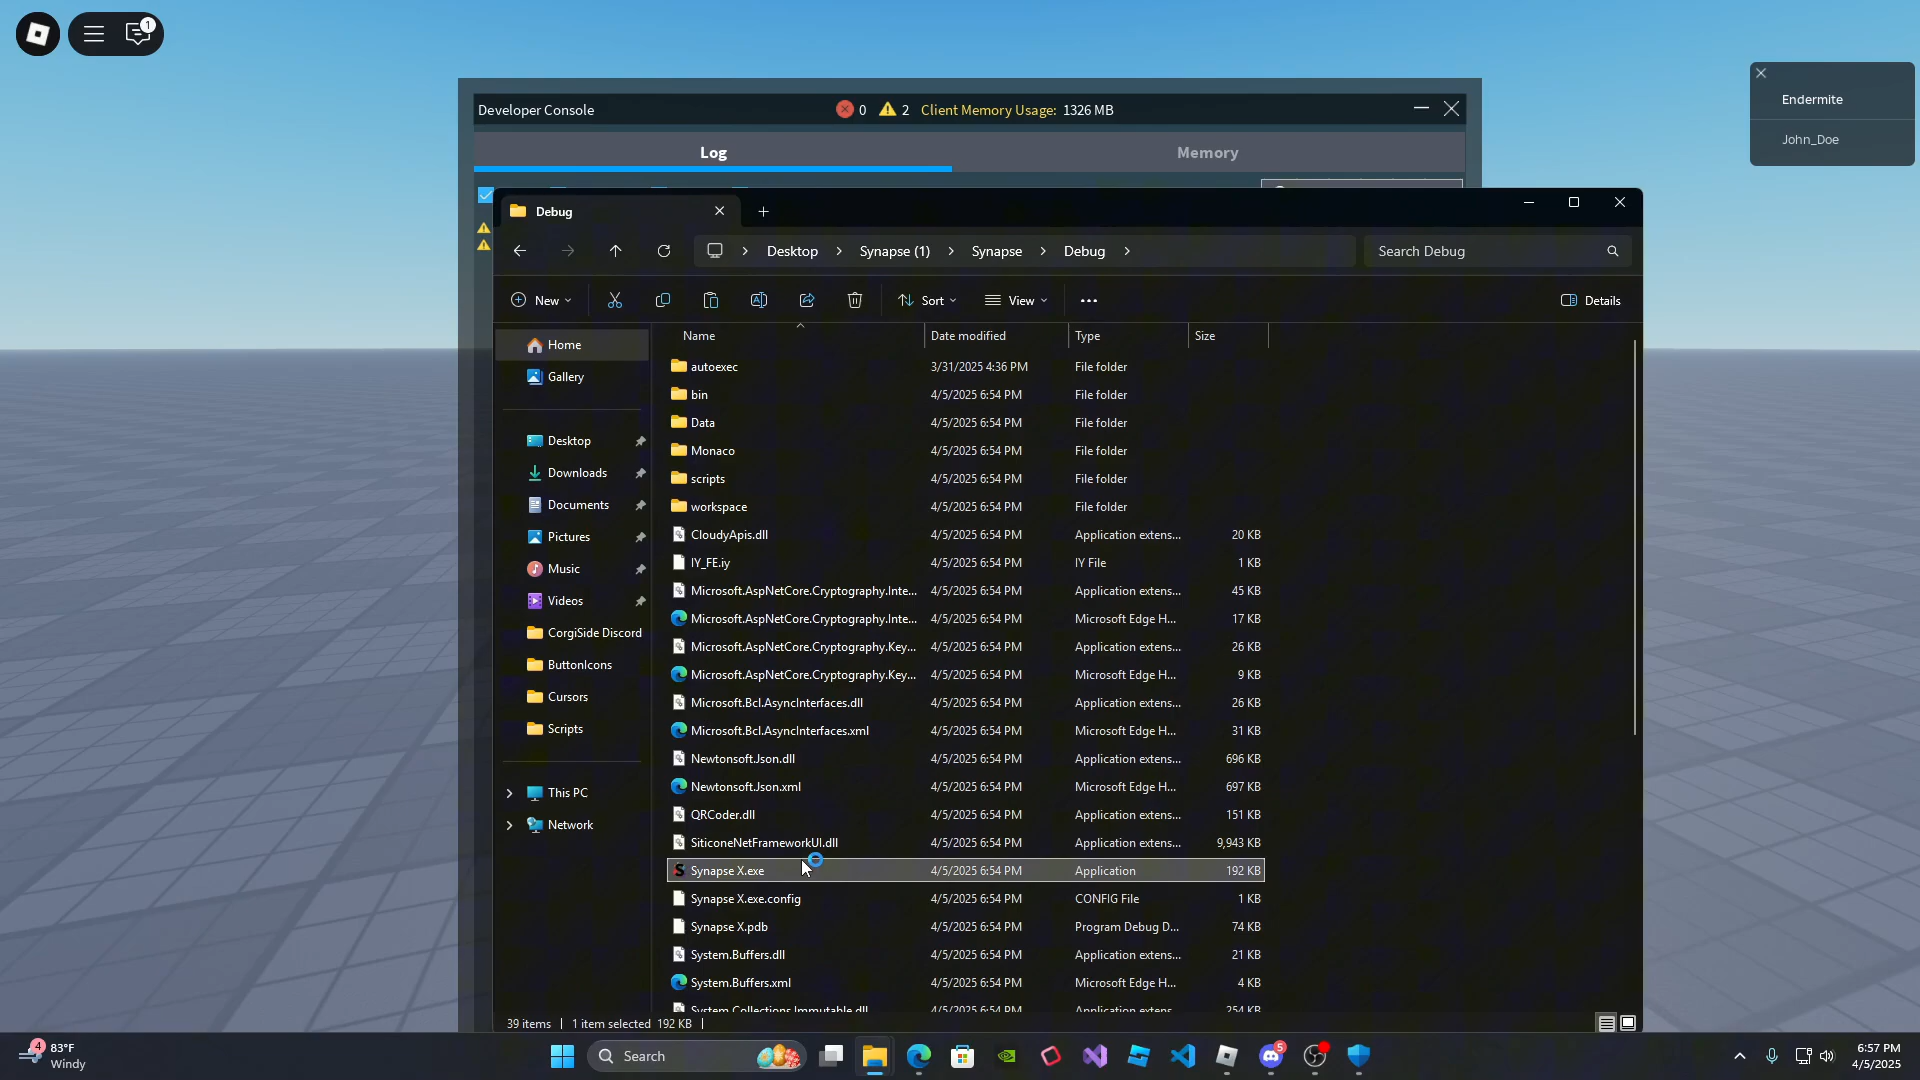 1
Endermite
John_Doe
Developer Console
0
2
Client Memory Usage: 1326 MB
Log
Memory
Debug
Desktop
Synapse (1)
Synapse
Debug
Search Debug
New
Sort
View
Details
Name
Date modified
Type
Size
Home
Gallery
Desktop
Downloads
Documents
Pictures
Music
Videos
CorgiSide Discord
ButtonIcons
Cursors
Scripts
This PC
Network
autoexec 3/31/2025 4:36 PM File folder
bin 4/5/2025 6:54 PM File folder
Data 4/5/2025 6:54 PM File folder
Monaco 4/5/2025 6:54 PM File folder
scripts 4/5/2025 6:54 PM File folder
workspace 4/5/2025 6:54 PM File folder
CloudyApis.dll 4/5/2025 6:54 PM Application extens... 20 KB
IY_FE.iy 4/5/2025 6:54 PM IY File 1 KB
Microsoft.AspNetCore.Cryptography.Inte... 4/5/2025 6:54 PM Application extens... 45 KB
Microsoft.AspNetCore.Cryptography.Inte... 4/5/2025 6:54 PM Microsoft Edge H... 17 KB
Microsoft.AspNetCore.Cryptography.Key... 4/5/2025 6:54 PM Application extens... 26 KB
Microsoft.AspNetCore.Cryptography.Key... 4/5/2025 6:54 PM Microsoft Edge H... 9 KB
Microsoft.Bcl.AsyncInterfaces.dll 4/5/2025 6:54 PM Application extens... 26 KB
Microsoft.Bcl.AsyncInterfaces.xml 4/5/2025 6:54 PM Microsoft Edge H... 31 KB
Newtonsoft.Json.dll 4/5/2025 6:54 PM Application extens... 696 KB
Newtonsoft.Json.xml 4/5/2025 6:54 PM Microsoft Edge H... 697 KB
QRCoder.dll 4/5/2025 6:54 PM Application extens... 151 KB
SiticoneNetFrameworkUI.dll 4/5/2025 6:54 PM Application extens... 9,943 KB
Synapse X.exe 4/5/2025 6:54 PM Application 192 KB
Synapse X.exe.config 4/5/2025 6:54 PM CONFIG File 1 KB
Synapse X.pdb 4/5/2025 6:54 PM Program Debug D... 74 KB
System.Buffers.dll 4/5/2025 6:54 PM Application extens... 21 KB
System.Buffers.xml 4/5/2025 6:54 PM Microsoft Edge H... 4 KB
System.Collections.Immutable.dll 4/5/2025 6:54 PM Application extens... 254 KB
39 items
1 item selected 192 KB
4
83°F
Windy
Search
5
6:57 PM
4/5/2025